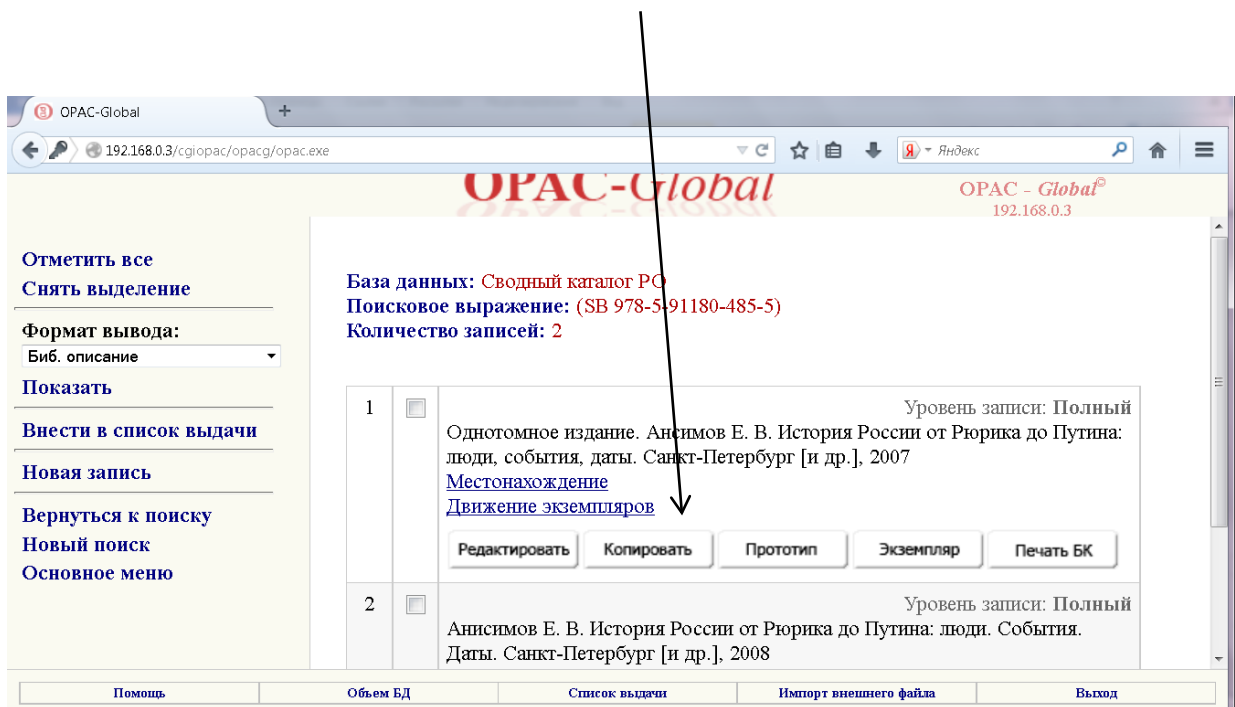 OPAC-Global
192.168.0.3/cgiopac/opacg/opac.exe
Яндекс
OPAC-Global
OPAC - Global©
192.168.0.3
Отметить все
Снять выделение
Формат вывода:
Биб. описание
Показать
Внести в список выдачи
Новая запись
Вернуться к поиску
Новый поиск
Основное меню
База данных: Сводный каталог РО
Поисковое выражение: (SB 978-5-91180-485-5)
Количество записей: 2
1
Уровень записи: Полный
Однотомное издание. Ансимов Е. В. История России от Рюрика до Путина:
люди, события, даты. Санкт-Петербург [и др.], 2007
Местонахождение
Движение экземпляров
Редактировать Копировать Прототип Экземпляр Печать БК
2
Уровень записи: Полный
Анисимов Е. В. История России от Рюрика до Путина: люди. События.
Даты. Санкт-Петербург [и др.], 2008
Помощь Объем БД Список выдачи Импорт внешнего файла Выход